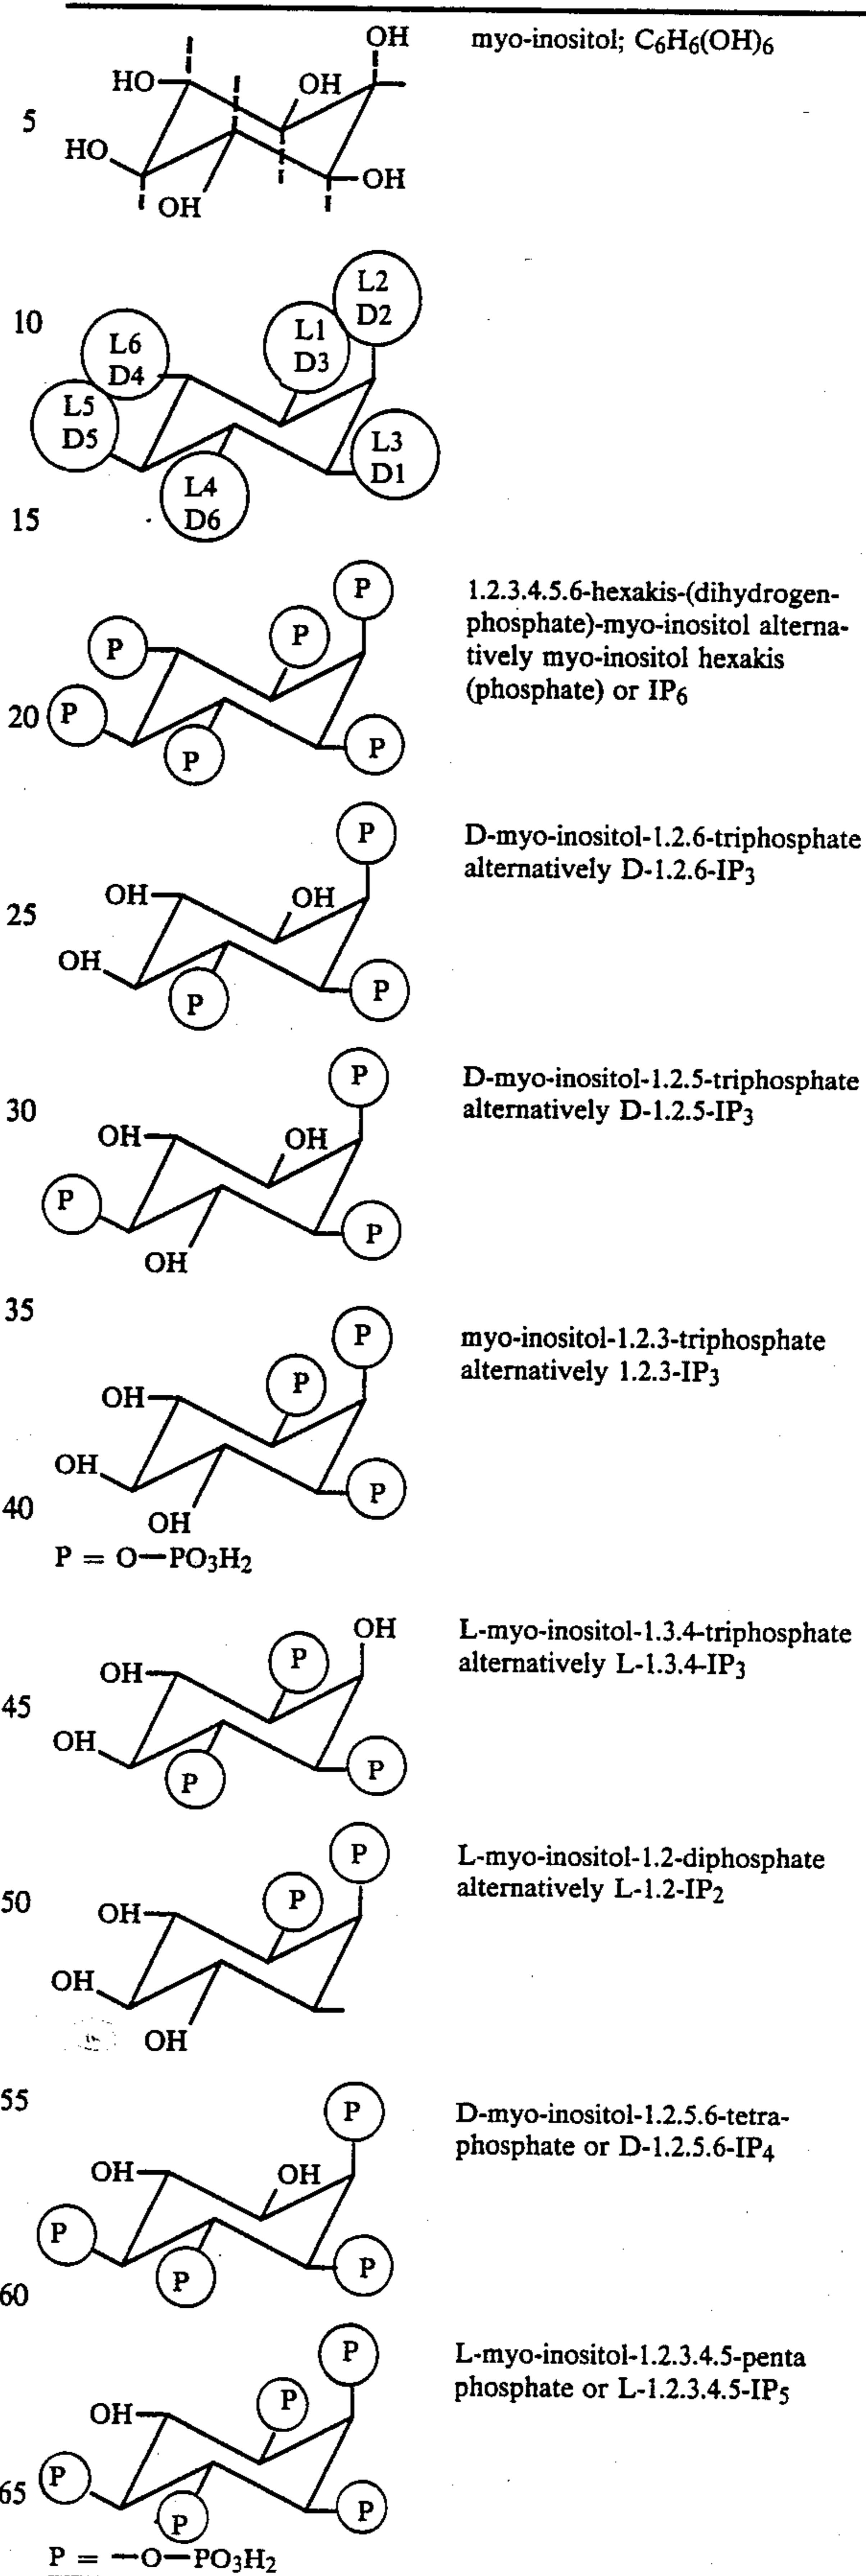 OH
myo-inositol; C6H6(OH)6
HO
OH
5
HO
OH
OH
L2
D2
10
L1
D3
L6
D4
L5
D5
L3
D1
L4
D6
15
P
1.2.3.4.5.6-hexakis-(dihydrogen-
phosphate)-myo-inositol alterna-
tively myo-inositol hexakis
(phosphate) or IP6
P
P
20
P
P
P
P
D-myo-inositol-1.2.6-triphosphate
alternatively D-1.2.6-IP3
OH
OH
25
OH
P
P
P
D-myo-inositol-1.2.5-triphosphate
alternatively D-1.2.5-IP3
30
OH
OH
P
P
OH
35
P
myo-inositol-1.2.3-triphosphate
alternatively 1.2.3-IP3
P
OH
OH
P
40
OH
P = O—PO3H2
OH
L-myo-inositol-1.3.4-triphosphate
alternatively L-1.3.4-IP3
P
OH
45
OH
P
P
P
L-myo-inositol-1.2-diphosphate
alternatively L-1.2-IP2
P
50
OH
OH
OH
55
P
D-myo-inositol-1.2.5.6-tetra-
phosphate or D-1.2.5.6-IP4
OH
OH
P
P
P
60
P
L-myo-inositol-1.2.3.4.5-penta
phosphate or L-1.2.3.4.5-IP5
P
OH
65
P
P
P
P = —O—PO3H2